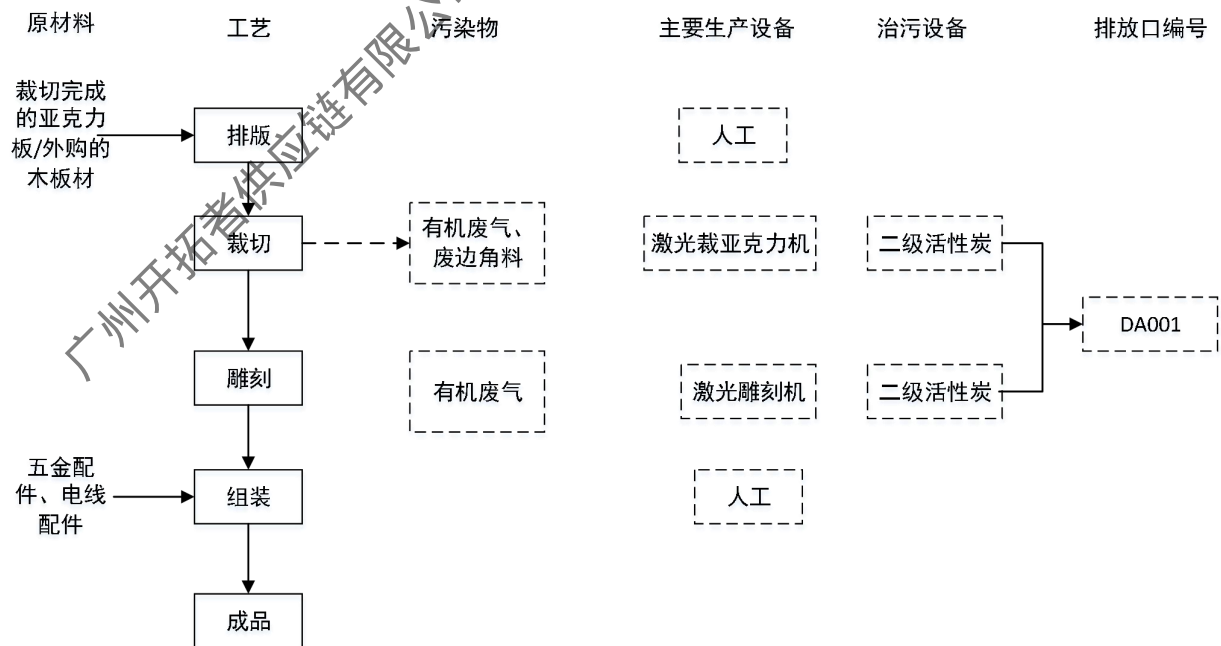 原材料
工艺
污染物
主要生产设备
治污设备
排放口编号
裁切完成
的亚克力
板/外购的
木板材
排版
人工
裁切
有机废气、
废边角料
激光裁亚克力机
二级活性炭
DA001
雕刻
有机废气
激光雕刻机
二级活性炭
五金配
件、电线
配件
组装
人工
成品
广州开拓者供应链有限公